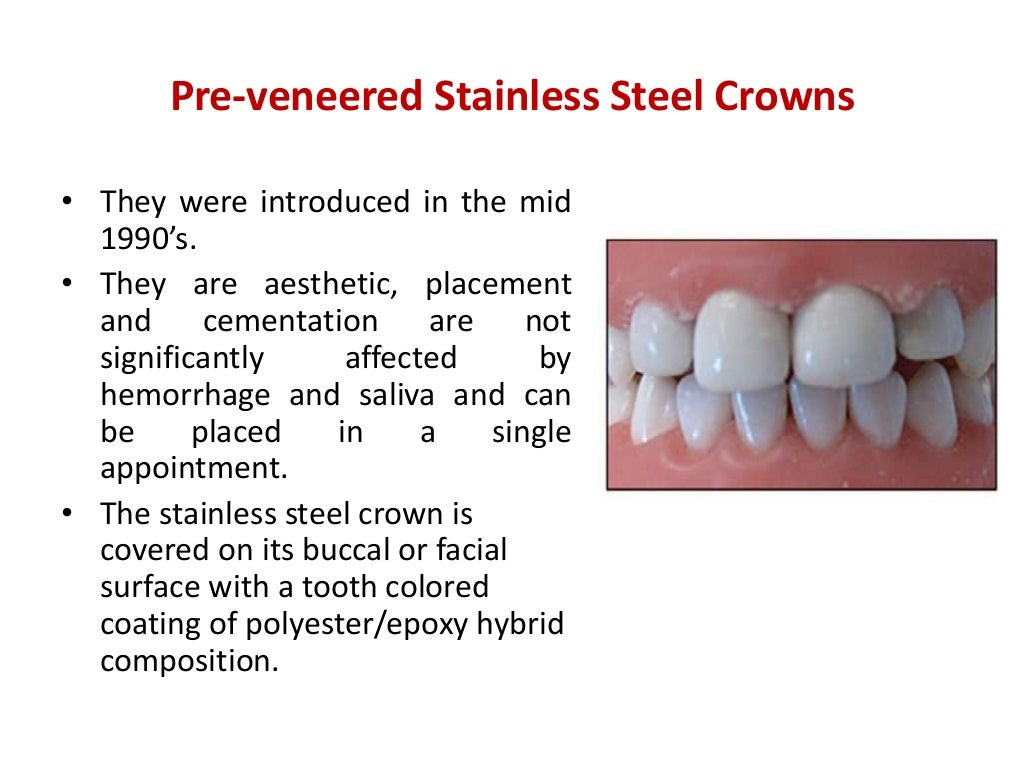 Pre-veneered Stainless Steel Crowns
• They were introduced in the mid
1990’s.
• They are aesthetic, placement
and cementation are not
significantly affected by
hemorrhage and saliva and can
be placed in a single
appointment.
• The stainless steel crown is
covered on its buccal or facial
surface with a tooth colored
coating of polyester/epoxy hybrid
composition.